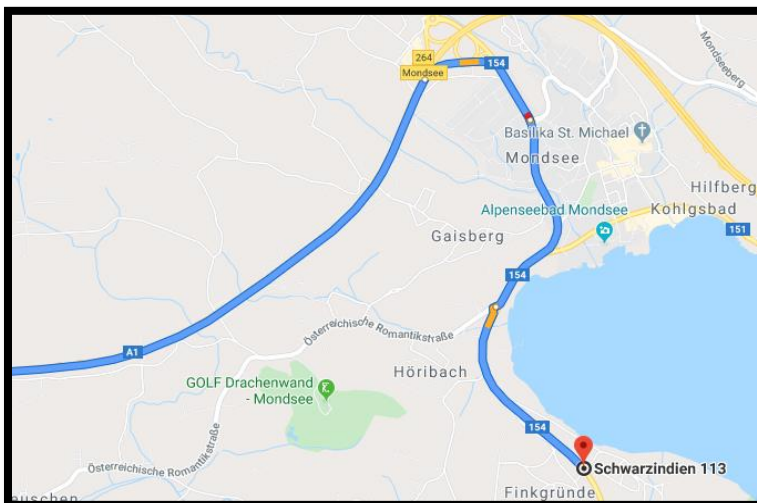 264
Mondsee
154
Mondseeberg
Basilika St. Michael
Mondsee
Hilfberg
Alpenseebad Mondsee
Kohlgsbad
Gaisberg
151
154
Österreichische Romantikstraße
A1
Höribach
GOLF Drachenwand
- Mondsee
154
Österreichische Romantikstraße
Schwarzindien 113
Finkgründe